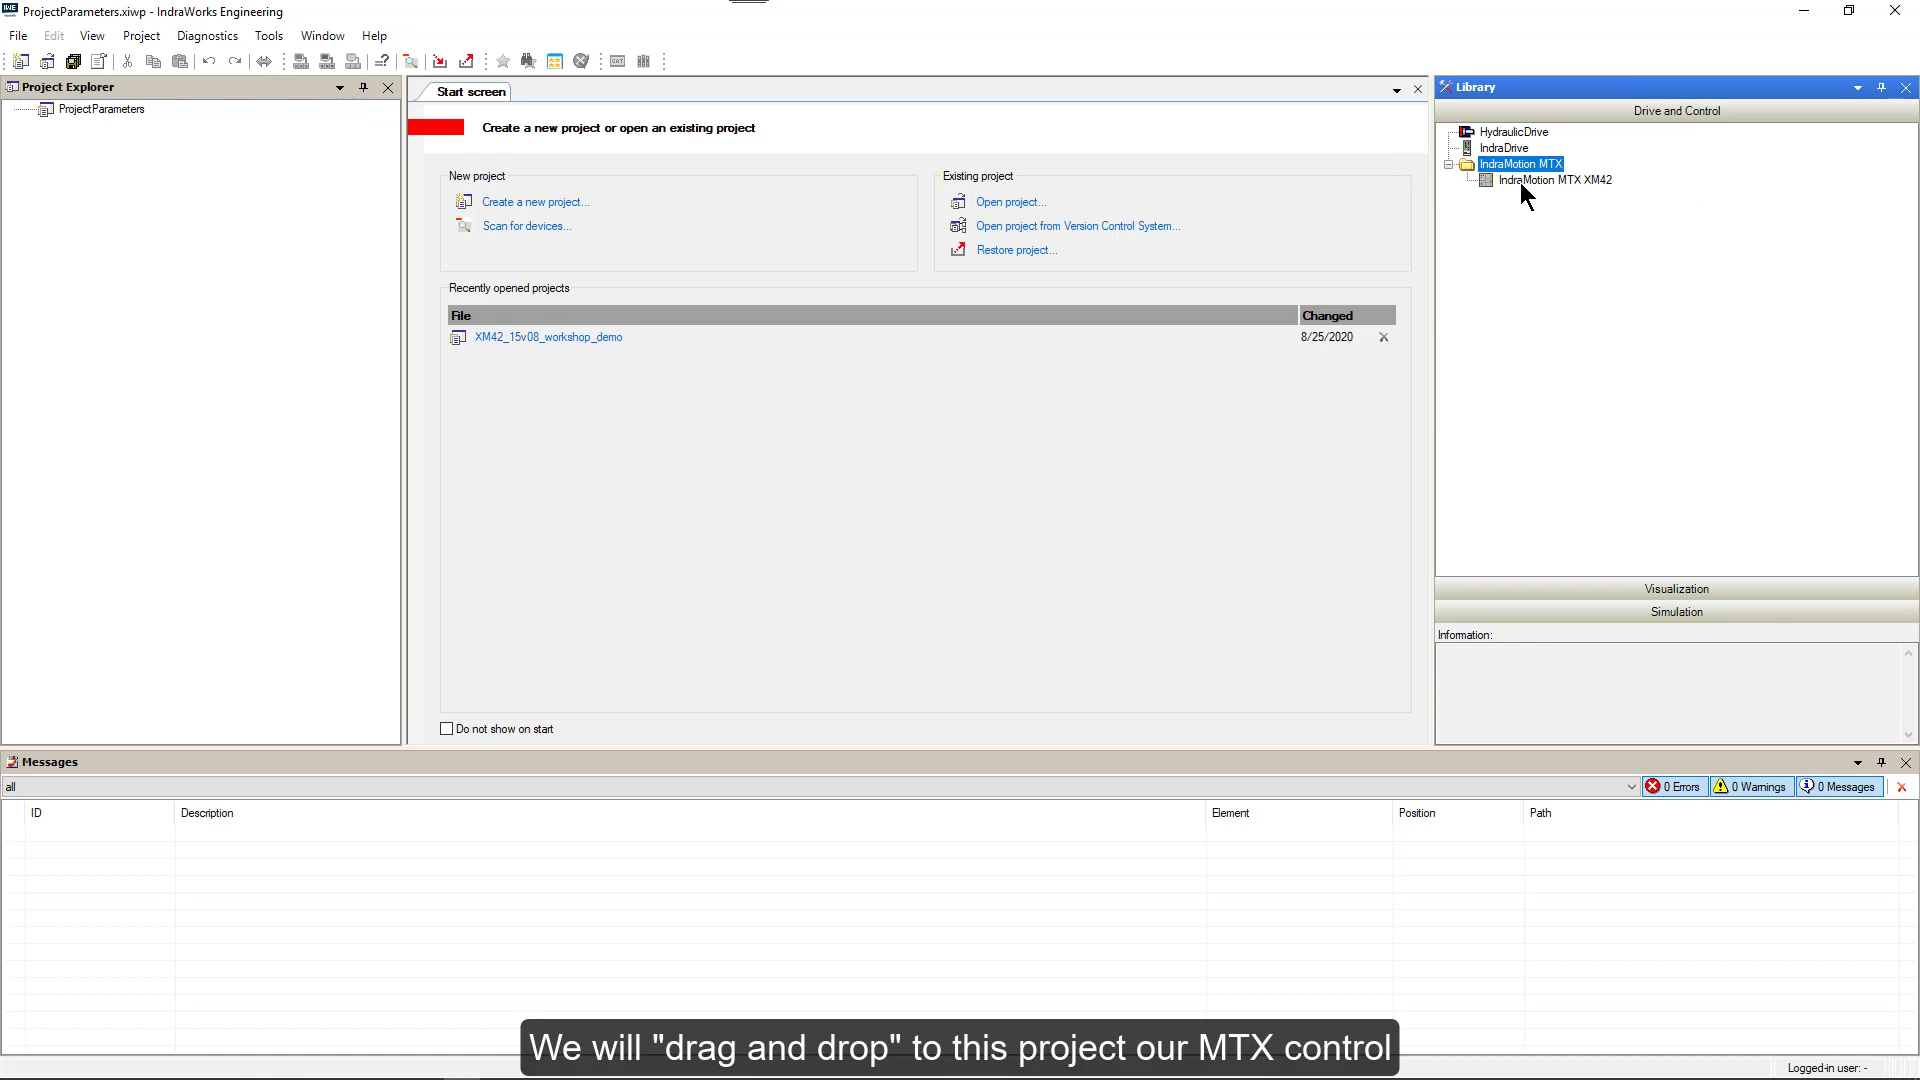 ProjectParameters.xiwp - IndraWorks Engineering
File Edit View Project Diagnostics Tools Window Help
Project Explorer
ProjectParameters
Start screen
Create a new project or open an existing project
New project
Create a new project...
Scan for devices...
Existing project
Open project...
Open project from Version Control System...
Restore project...
Recently opened projects
File Changed
XM42_15v08_workshop_demo 8/25/2020
Do not show on start
Library
Drive and Control
HydraulicDrive
IndraDrive
IndraMotion MTX
IndraMotion MTX XM42
Visualization
Simulation
Information:
Messages
all 0 Errors 0 Warnings 0 Messages
ID Description Element Position Path
We will "drag and drop" to this project our MTX control
Logged-in user: -